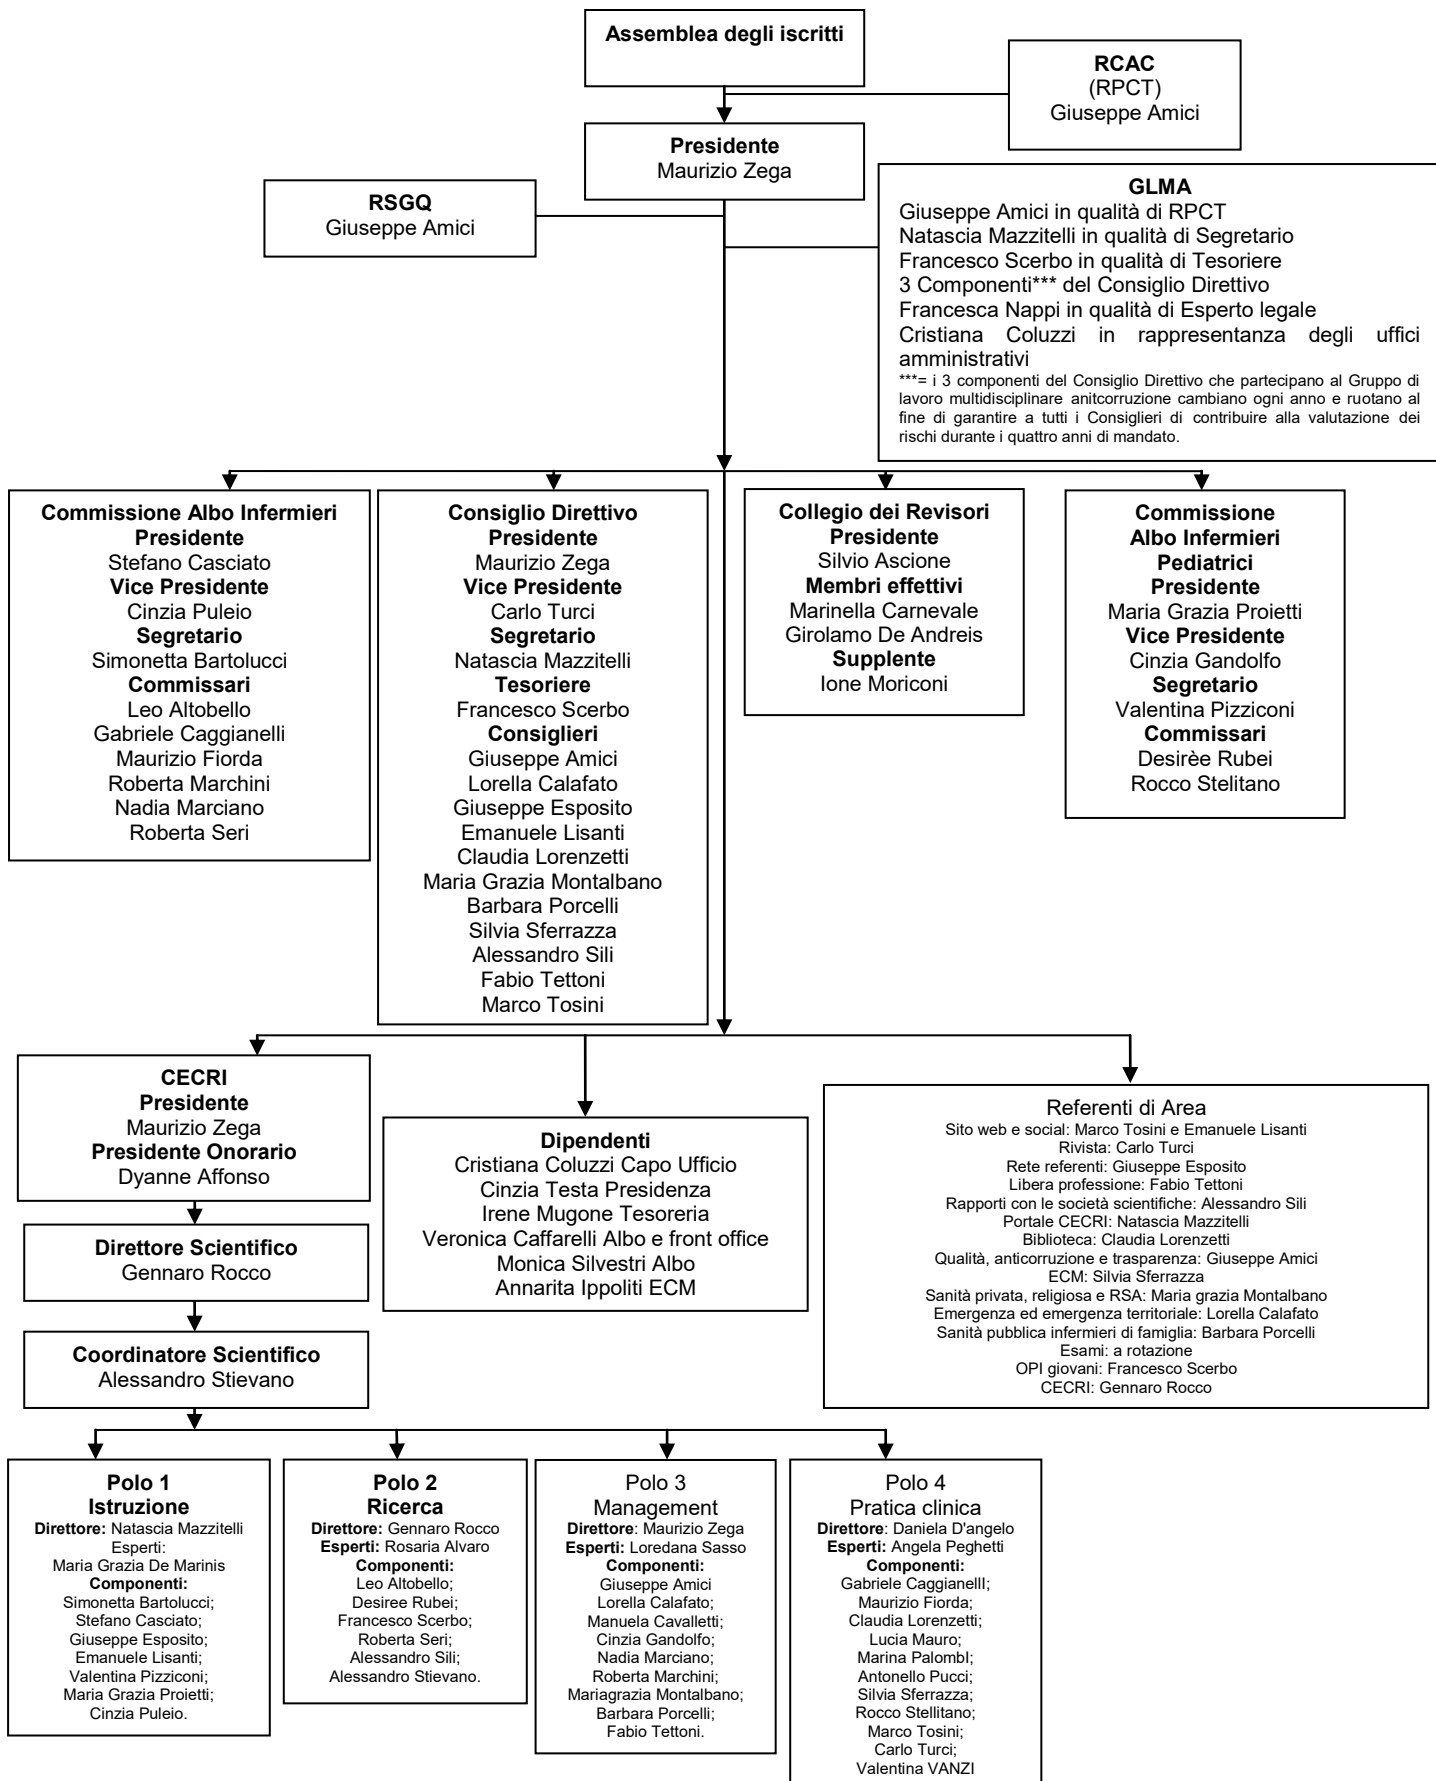 Assemblea degli iscritti
RCAC
(RPCT)
Giuseppe Amici
Presidente
Maurizio Zega
RSGQ
Giuseppe Amici
GLMA
Giuseppe Amici in qualità di RPCT
Natascia Mazzitelli in qualità di Segretario
Francesco Scerbo in qualità di Tesoriere
3 Componenti*** del Consiglio Direttivo
Francesca Nappi in qualità di Esperto legale
Cristiana Coluzzi in rappresentanza degli uffici
amministrativi
***= i 3 componenti del Consiglio Direttivo che partecipano al Gruppo di
lavoro multidisciplinare anitcorruzione cambiano ogni anno e ruotano al
fine di garantire a tutti i Consiglieri di contribuire alla valutazione dei
rischi durante i quattro anni di mandato.
Commissione Albo Infermieri
Presidente
Stefano Casciato
Vice Presidente
Cinzia Puleio
Segretario
Simonetta Bartolucci
Commissari
Leo Altobello
Gabriele Caggianelli
Maurizio Fiorda
Roberta Marchini
Nadia Marciano
Roberta Seri
Consiglio Direttivo
Presidente
Maurizio Zega
Vice Presidente
Carlo Turci
Segretario
Natascia Mazzitelli
Tesoriere
Francesco Scerbo
Consiglieri
Giuseppe Amici
Lorella Calafato
Giuseppe Esposito
Emanuele Lisanti
Claudia Lorenzetti
Maria Grazia Montalbano
Barbara Porcelli
Silvia Sferrazza
Alessandro Sili
Fabio Tettoni
Marco Tosini
Collegio dei Revisori
Presidente
Silvio Ascione
Membri effettivi
Marinella Carnevale
Girolamo De Andreis
Supplente
Ione Moriconi
Commissione
Albo Infermieri
Pediatrici
Presidente
Maria Grazia Proietti
Vice Presidente
Cinzia Gandolfo
Segretario
Valentina Pizziconi
Commissari
Desirèe Rubei
Rocco Stelitano
CECRI
Presidente
Maurizio Zega
Presidente Onorario
Dyanne Affonso
Direttore Scientifico
Gennaro Rocco
Coordinatore Scientifico
Alessandro Stievano
Dipendenti
Cristiana Coluzzi Capo Ufficio
Cinzia Testa Presidenza
Irene Mugone Tesoreria
Veronica Caffarelli Albo e front office
Monica Silvestri Albo
Annarita Ippoliti ECM
Referenti di Area
Sito web e social: Marco Tosini e Emanuele Lisanti
Rivista: Carlo Turci
Rete referenti: Giuseppe Esposito
Libera professione: Fabio Tettoni
Rapporti con le società scientifiche: Alessandro Sili
Portale CECRI: Natascia Mazzitelli
Biblioteca: Claudia Lorenzetti
Qualità, anticorruzione e trasparenza: Giuseppe Amici
ECM: Silvia Sferrazza
Sanità privata, religiosa e RSA: Maria grazia Montalbano
Emergenza ed emergenza territoriale: Lorella Calafato
Sanità pubblica infermieri di famiglia: Barbara Porcelli
Esami: a rotazione
OPI giovani: Francesco Scerbo
CECRI: Gennaro Rocco
Polo 1
Istruzione
Direttore: Natascia Mazzitelli
Esperti:
Maria Grazia De Marinis
Componenti:
Simonetta Bartolucci;
Stefano Casciato;
Giuseppe Esposito;
Emanuele Lisanti;
Valentina Pizziconi;
Maria Grazia Proietti;
Cinzia Puleio.
Polo 2
Ricerca
Direttore: Gennaro Rocco
Esperti: Rosaria Alvaro
Componenti:
Leo Altobello;
Desiree Rubei;
Francesco Scerbo;
Roberta Seri;
Alessandro Sili;
Alessandro Stievano.
Polo 3
Management
Direttore: Maurizio Zega
Esperti: Loredana Sasso
Componenti:
Giuseppe Amici
Lorella Calafato;
Manuela Cavalletti;
Cinzia Gandolfo;
Nadia Marciano;
Roberta Marchini;
Mariagrazia Montalbano;
Barbara Porcelli;
Fabio Tettoni.
Polo 4
Pratica clinica
Direttore: Daniela D'angelo
Esperti: Angela Peghetti
Componenti:
Gabriele CaggianellI;
Maurizio Fiorda;
Claudia Lorenzetti;
Lucia Mauro;
Marina PalombI;
Antonello Pucci;
Silvia Sferrazza;
Rocco Stellitano;
Marco Tosini;
Carlo Turci;
Valentina VANZI